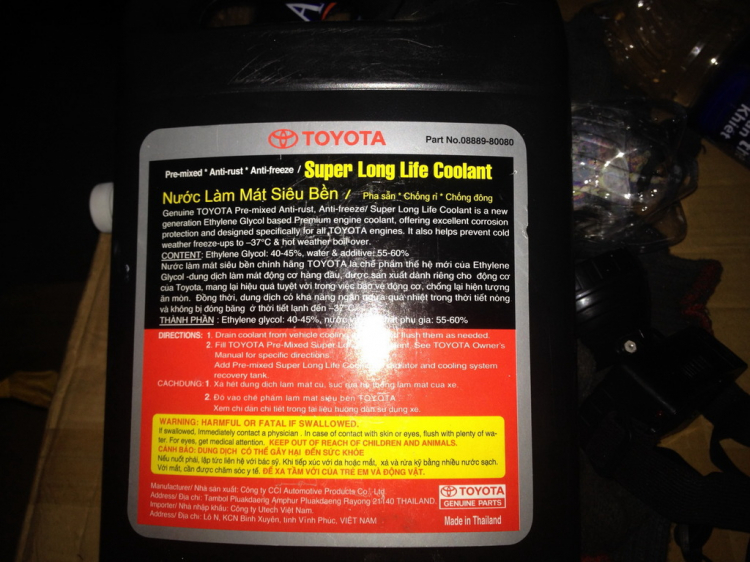 TOYOTA
Part No.08889-80080
Pre-mixed * Anti-rust * Anti-freeze / Super Long Life Coolant
Nước Làm Mát Siêu Bền / Pha sẵn * Chống rỉ * Chống đông
Genuine TOYOTA Pre-mixed Anti-rust, Anti-freeze/ Super Long Life Coolant is a new
generation Ethylene Glycol based Premium engine coolant, offering excellent corrosion
protection and designed specifically for all TOYOTA engines. It also helps prevent cold
weather freeze-ups to –37°C & hot weather boil-over.
CONTENT: Ethylene Glycol: 40-45%, water & additive: 55-60%
Nước làm mát siêu bền chính hãng TOYOTA là chế phẩm thế hệ mới của Ethylene
Glycol -dung dịch làm mát động cơ hàng đầu, được sản xuất dành riêng cho động cơ
của Toyota, mang lại hiệu quả tuyệt vời trong việc bảo vệ động cơ, chống lại hiện tượng
ăn mòn. Đồng thời, dung dịch có khả năng ngăn ngừa quá nhiệt trong thời tiết nóng
và không bị đóng băng ở thời tiết lạnh đến –37°C
THÀNH PHẦN : Ethylene glycol: 40-45%, nước phụ gia: 55-60%
DIRECTIONS: 1. Drain coolant from vehicle cooling flush them as needed.
2. Fill TOYOTA Pre-Mixed Super See TOYOTA Owner's
Manual for specific directions
Add Pre-mixed Super Long Life radiator and cooling system
recovery tank.
CACHDUNG: 1. Xả hết dung dịch làm mát cũ, súc thống làm mát của xe.
2. Đổ vào chế phẩm làm mát siêu bền TOYOTA
Xem chỉ dẫn chi tiết trong tài liệu hướng dẫn sử dụng xe.
WARNING: HARMFUL OR FATAL IF SWALLOWED.
If swallowed, Immediately contact a physician . In case of contact with skin or eyes, flush with plenty of wa-
ter. For eyes, get medical attention. KEEP OUT OF REACH OF CHILDREN AND ANIMALS.
CẢNH BÁO: DUNG DỊCH CÓ THỂ GÂY HẠI ĐẾN SỨC KHỎE
Nếu nuốt phải, lập tức liên hệ với bác sỹ. Khi tiếp xúc với da hoặc mắt, xả và rửa kỹ bằng nhiều nước sạch.
Với mắt, cần được chăm sóc y tế. ĐỂ XA TẦM VỚI CỦA TRẺ EM VÀ ĐỘNG VẬT.
Manufacturer/ Nhà sản xuất: Công ty CCI Automotive Products Co., Ltd
Address/ Địa chỉ: Tambol Pluakdaeng Amphur Pluakdaeng Rayong 21140 THAILAND.
Importer/ Nhà nhập khẩu: Công ty Utech Việt Nam.
Address/ Địa chỉ: Lô N, KCN Bình Xuyên, tỉnh Vĩnh Phúc, VIỆT NAM
TOYOTA
GENUINE PARTS
Made in Thailand
Khiết